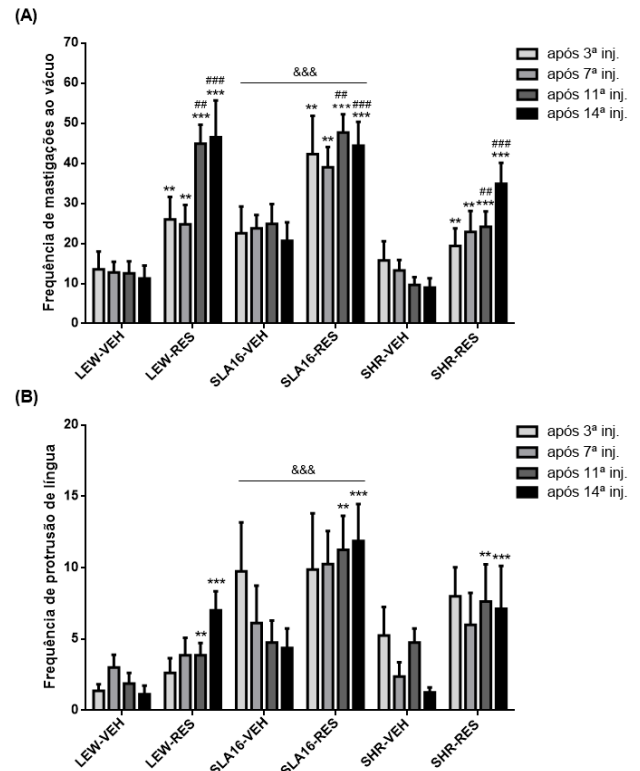 (A)
Frequência de mastigações ao vácuo
70
60
50
40
30
20
10
0
&&&
** ** ## *** ### ***
** ** ## *** ### ***
** ** ## *** ### ***
após 3ª inj.
após 7ª inj.
após 11ª inj.
após 14ª inj.
LEW-VEH
LEW-RES
SLA16-VEH
SLA16-RES
SHR-VEH
SHR-RES
(B)
Frequência de protrusão de língua
20
15
10
5
0
&&&
** ***
** ***
** ***
após 3ª inj.
após 7ª inj.
após 11ª inj.
após 14ª inj.
LEW-VEH
LEW-RES
SLA16-VEH
SLA16-RES
SHR-VEH
SHR-RES